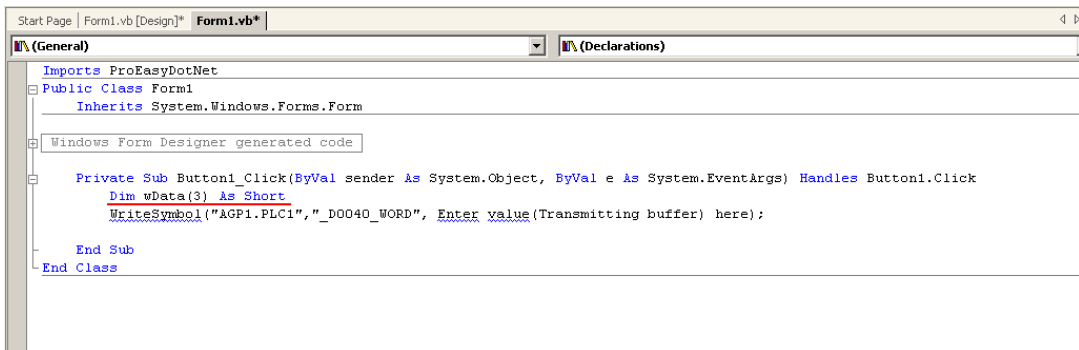 Start Page Form1.vb [Design]* Form1.vb*
(General) (Declarations)
Imports ProEasyDotNet
Public Class Form1
Inherits System.Windows.Forms.Form
Windows Form Designer generated code
Private Sub Button1_Click(ByVal sender As System.Object, ByVal e As System.EventArgs) Handles Button1.Click
Dim wData(3) As Short
WriteSymbol("AGP1.PLC1","_D0040_WORD", Enter value(Transmitting buffer) here);
End Sub
End Class